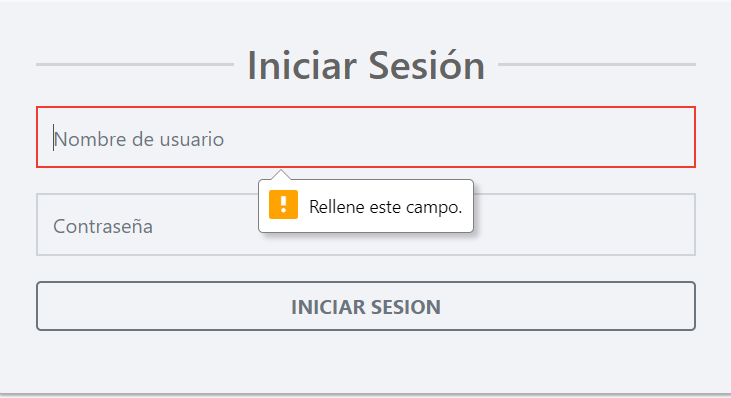 Iniciar Sesión
Nombre de usuario
Rellene este campo.
Contraseña
INICIAR SESION